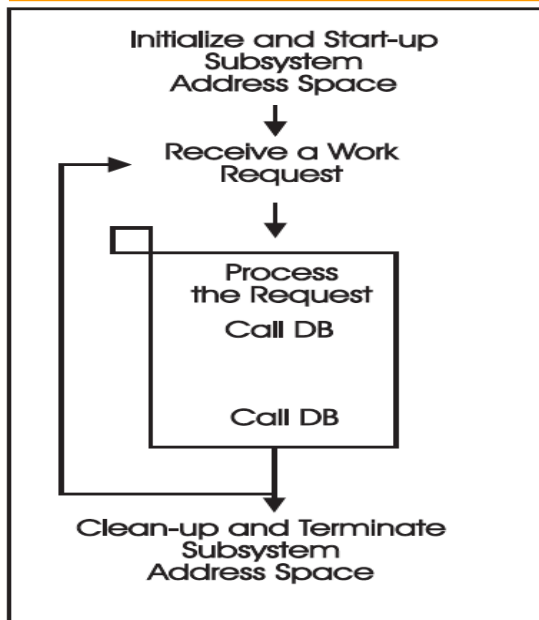 Initialize and Start-up
Subsystem
Address Space
Receive a Work
Request
Process
the Request
Call DB
Call DB
Clean-up and Terminate
Subsystem
Address Space